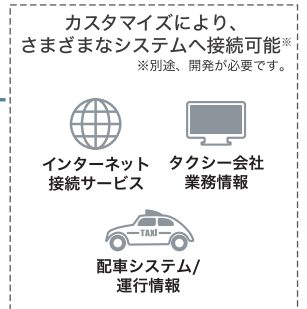 カスタマイズにより、
さまざまなシステムへ接続可能※
※別途、開発が必要です。
インターネット
接続サービス
タクシー会社
業務情報
TAXI
配車システム/
運行情報